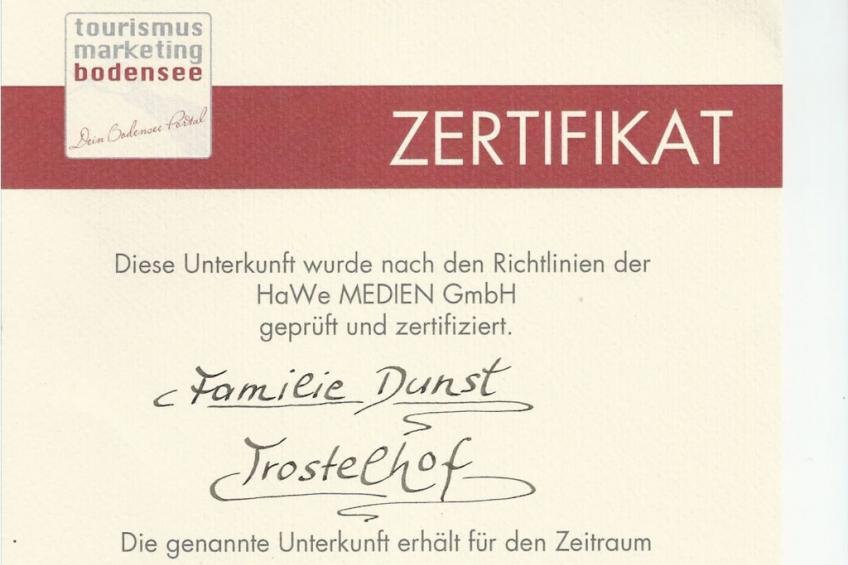 tourismus
marketing
bodensee
Dein Bodensee Portal
ZERTIFIKAT
Diese Unterkunft wurde nach den Richtlinien der
HaWe MEDIEN GmbH
geprüft und zertifiziert.
Familie Dunst
Trostelhof
Die genannte Unterkunft erhält für den Zeitraum